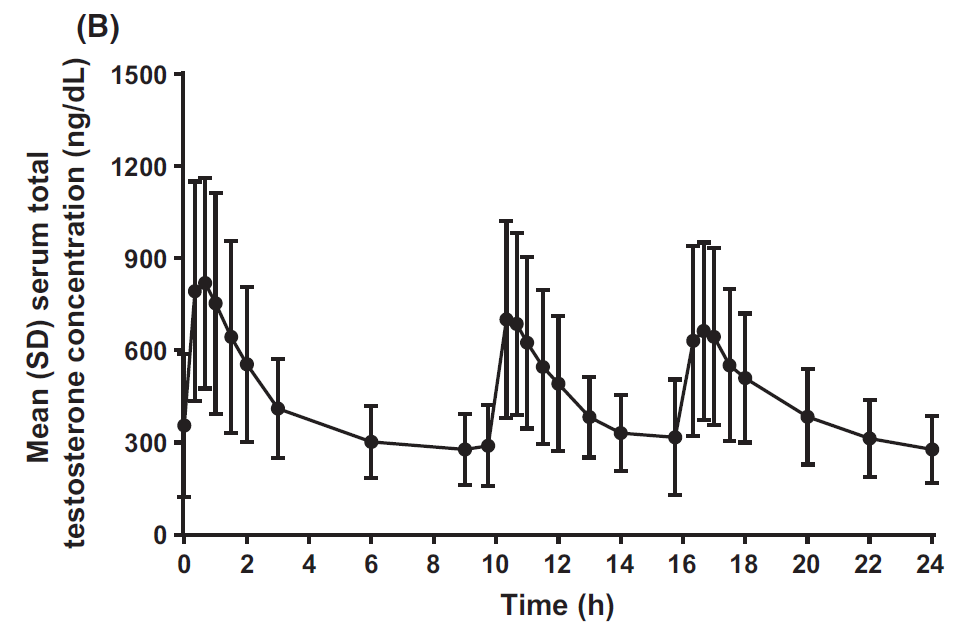 (B)
Mean (SD) serum total
testosterone concentration (ng/dL)
1500
1200
900
600
300
0
0 2 4 6 8 10 12 14 16 18 20 22 24
Time (h)